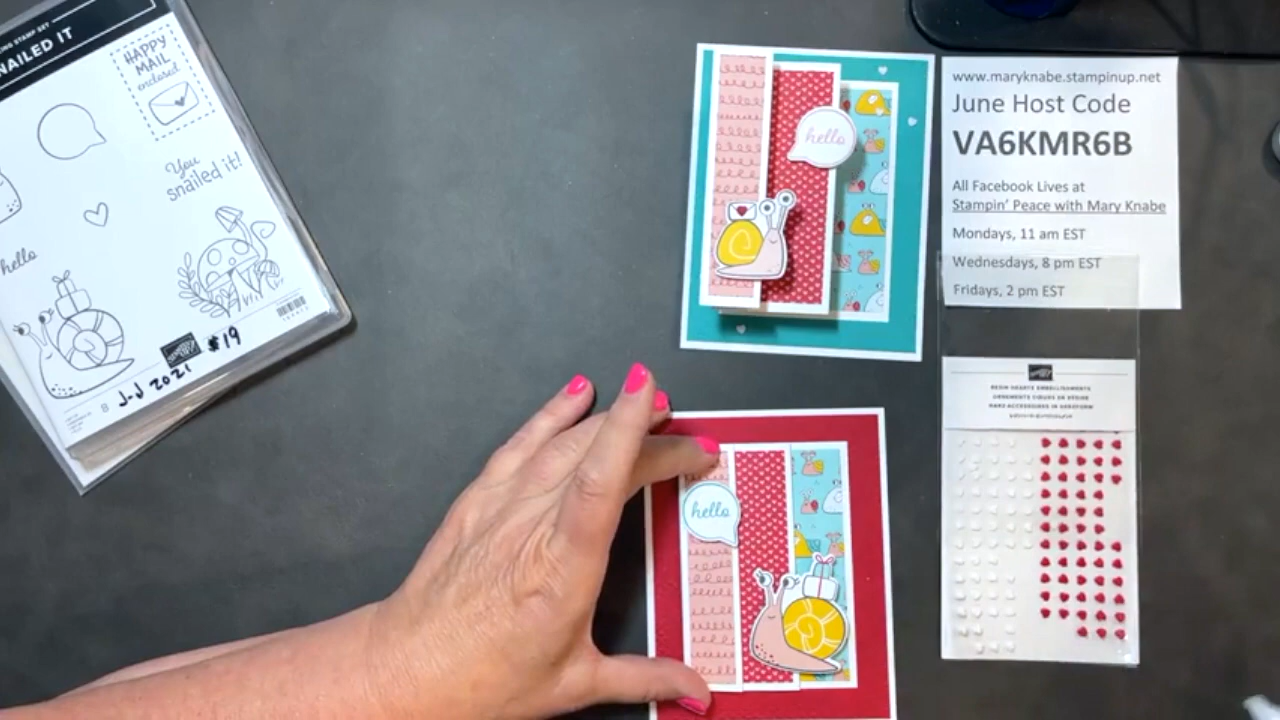 NAILED IT
HAPPY
MAIL
enclosed
You
snailed it!
hello
J-J 2021
#19
hello
hello
www.maryknabe.stampinup.net
June Host Code
VA6KMR6B
All Facebook Lives at
Stampin' Peace with Mary Knabe
Mondays, 11 am EST
Wednesdays, 8 pm EST
Fridays, 2 pm EST
RESIN HEARTS EMBELLISHMENTS